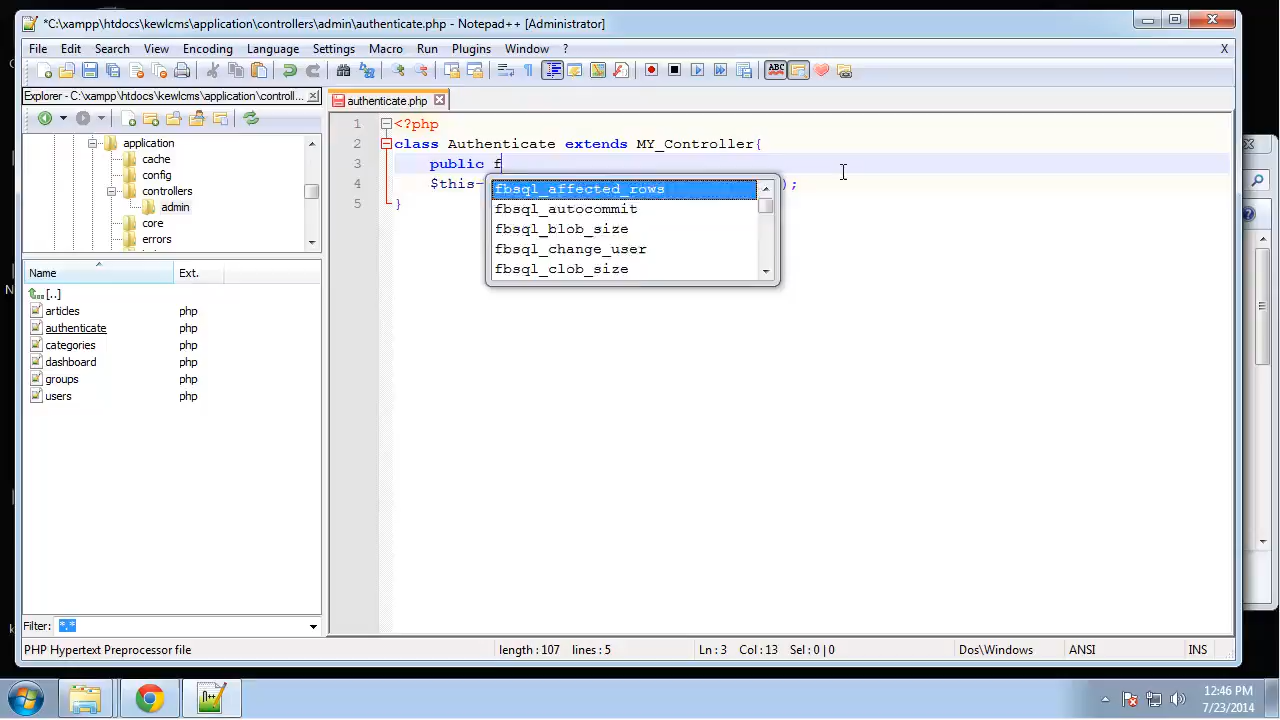 *C:\xampp\htdocs\kewlcms\application\controllers\admin\authenticate.php - Notepad++ [Administrator]
File Edit Search View Encoding Language Settings Macro Run Plugins Window ? X
ABC
Explorer - C:\xampp\htdocs\kewlcms\application\controll...
authenticate.php
application
cache
config
controllers
admin
core
errors
Name Ext.
[..]
articles php
authenticate php
categories php
dashboard php
groups php
users php
Filter: *.*
1 <?php
2 class Authenticate extends MY_Controller{
3 public f
4 $this- );
5 }
fbsql_affected_rows
fbsql_autocommit
fbsql_blob_size
fbsql_change_user
fbsql_clob_size
PHP Hypertext Preprocessor file length : 107 lines : 5 Ln : 3 Col : 13 Sel : 0 | 0 Dos\Windows ANSI INS
12:46 PM
7/23/2014